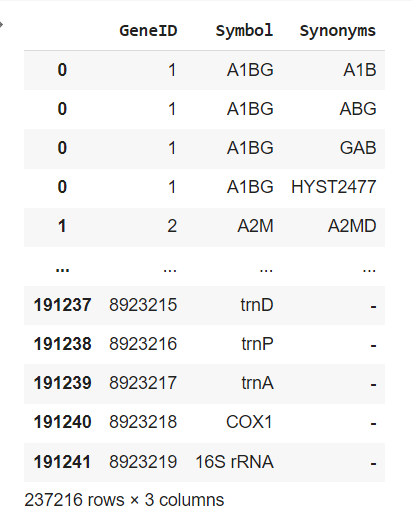 GeneID Symbol Synonyms
0 1 A1BG A1B
0 1 A1BG ABG
0 1 A1BG GAB
0 1 A1BG HYST2477
1 2 A2M A2MD
... ... ... ...
191237 8923215 trnD -
191238 8923216 trnP -
191239 8923217 trnA -
191240 8923218 COX1 -
191241 8923219 16S rRNA -
237216 rows × 3 columns